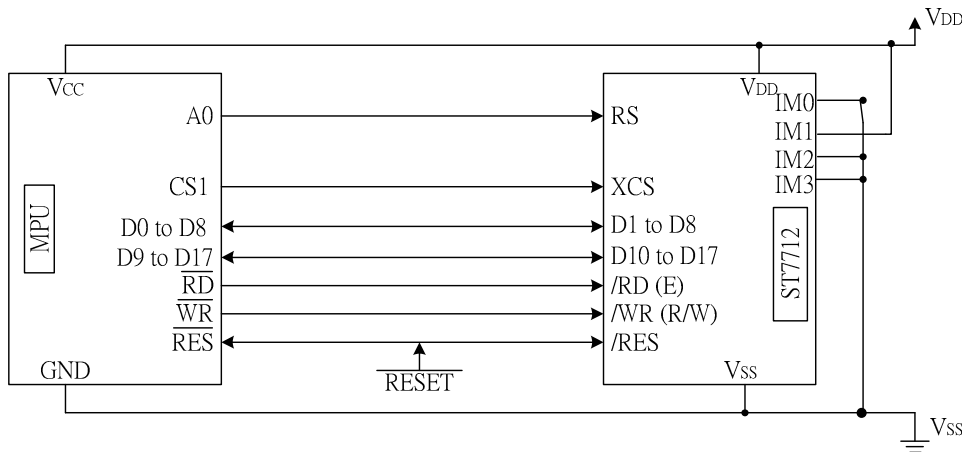 VDD
VCC
VDD
IM0
A0
RS
IM1
IM2
CS1
XCS
IM3
MPU
D0 to D8
D1 to D8
D9 to D17
D10 to D17
ST7712
RD
/RD (E)
WR
/WR (R/W)
RES
/RES
GND
RESET
VSS
VSS